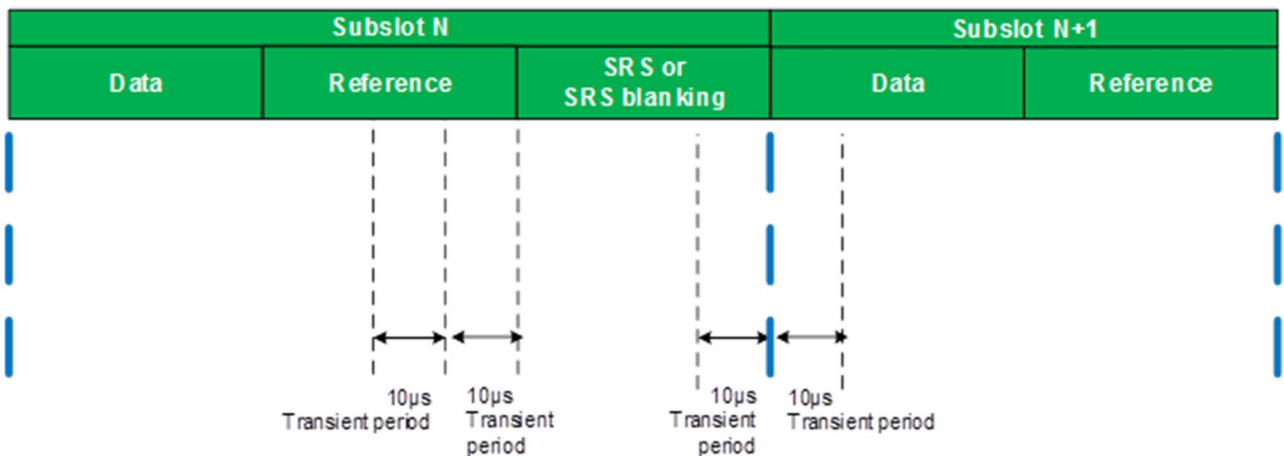 Subslot N
Subslot N+1
Data
Reference
SRS or
SRS blanking
Data
Reference
10µs
Transient period
10µs
Transient
period
10µs
Transient
period
10µs
Transient period